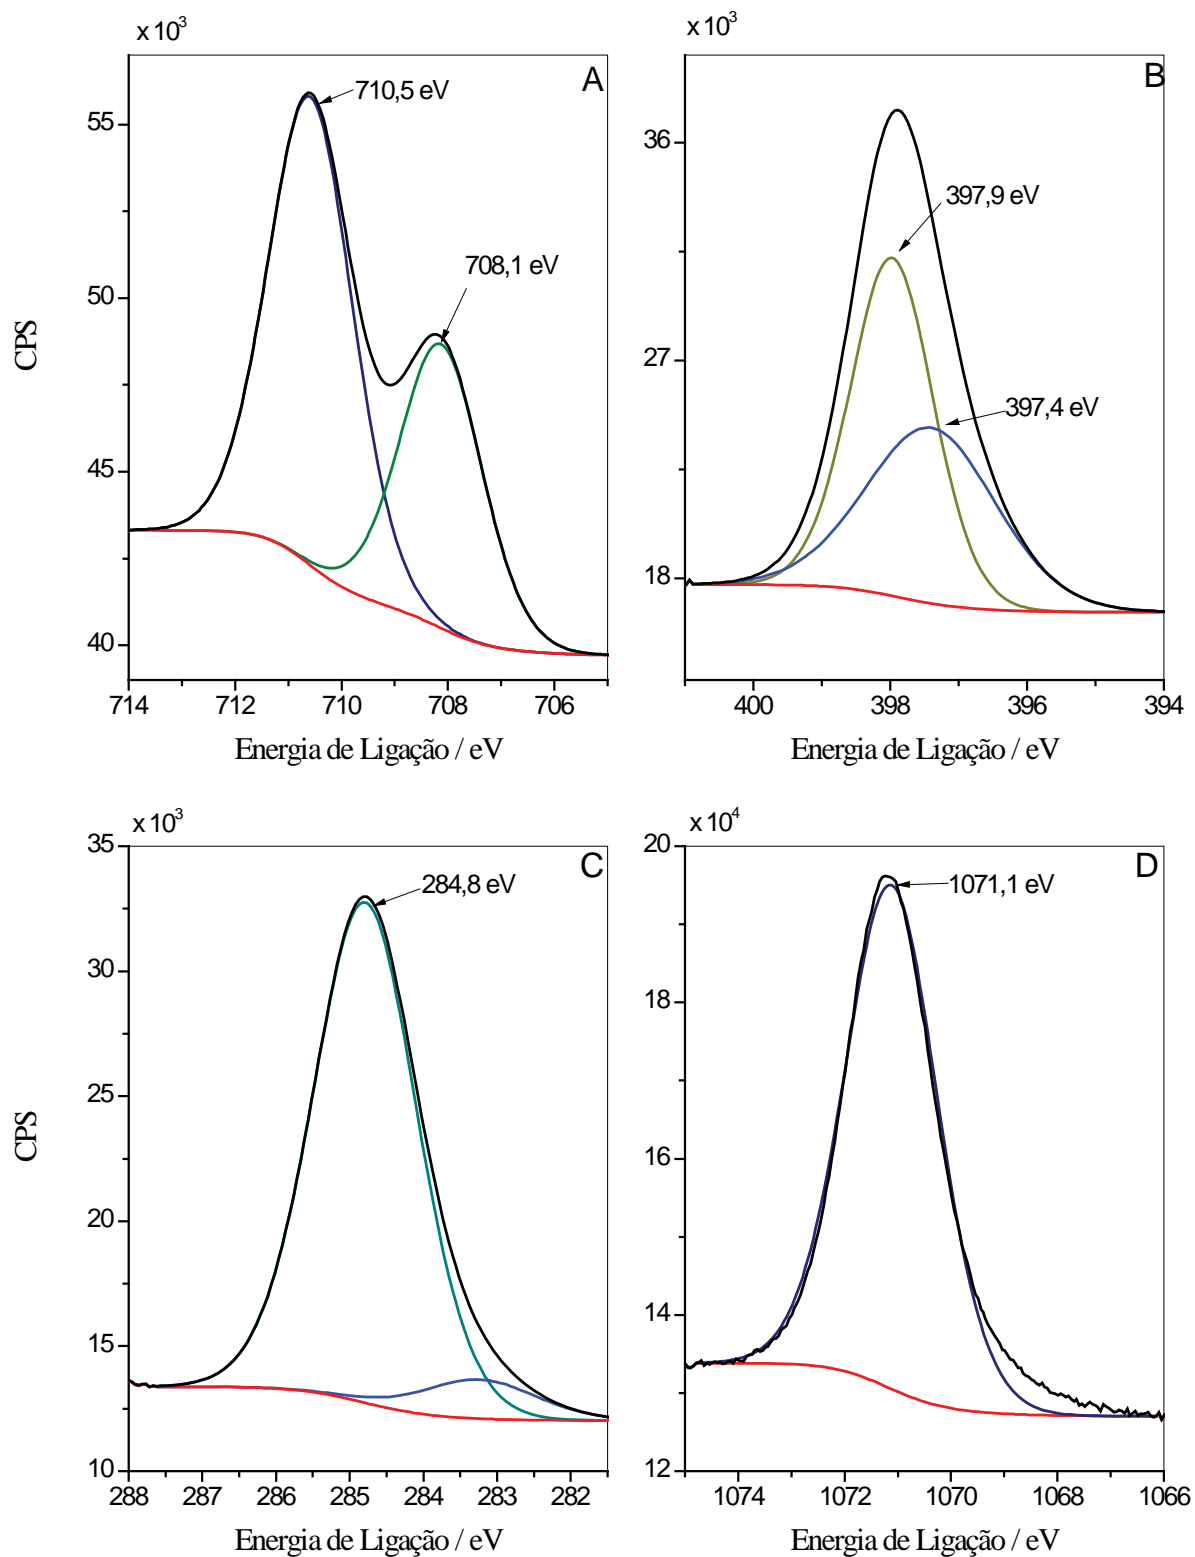 x 10³
A
710,5 eV
708,1 eV
55
50
45
40
CPS
714
712
710
708
706
Energia de Ligação / eV
x 10³
B
397,9 eV
397,4 eV
36
27
18
400
398
396
394
Energia de Ligação / eV
x 10³
C
284,8 eV
35
30
25
20
15
10
CPS
288
287
286
285
284
283
282
Energia de Ligação / eV
x 10⁴
D
1071,1 eV
20
18
16
14
12
1074
1072
1070
1068
1066
Energia de Ligação / eV